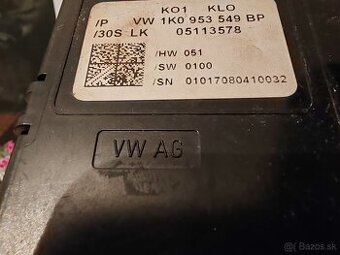 KO1 KLO
/P VW 1K0 953 549 BP
/30S LK 05113578
/HW 051
/SW 0100
/SN 01017080410032
VW AG
© Bazos.sk